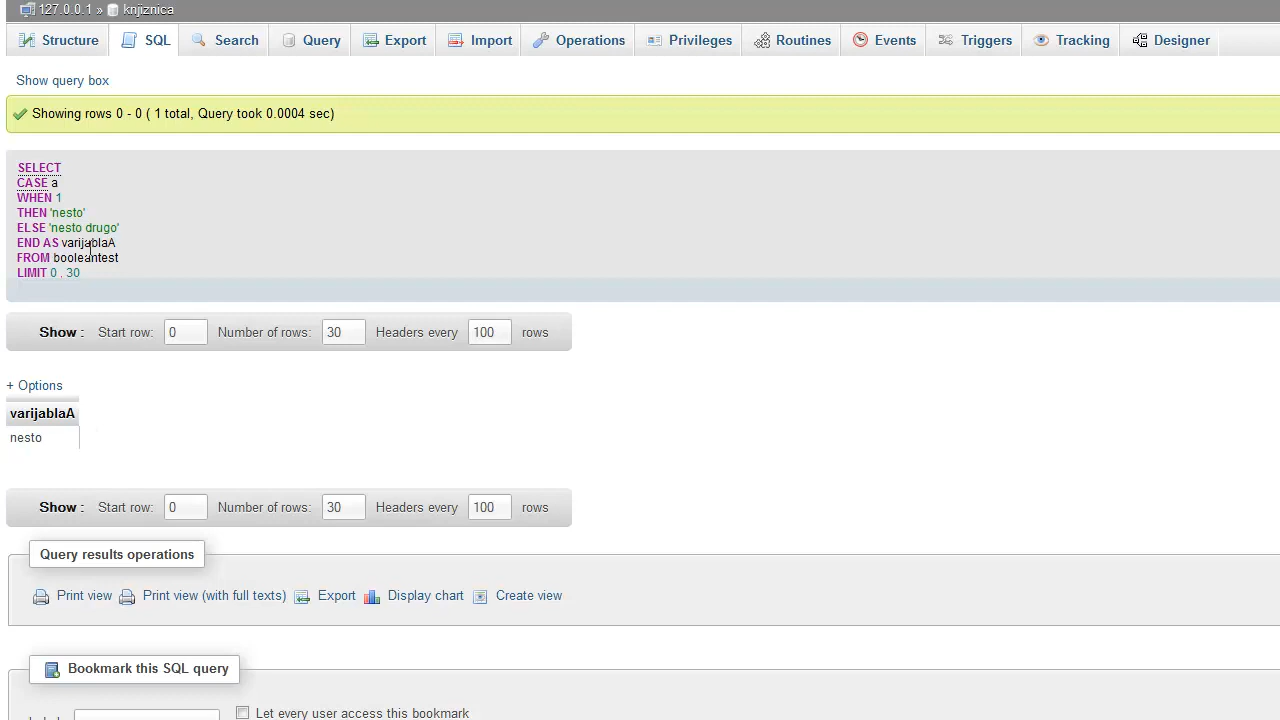 127.0.0.1 » knjiznica
Structure SQL Search Query Export Import Operations Privileges Routines Events Triggers Tracking Designer
Show query box
Showing rows 0 - 0 ( 1 total, Query took 0.0004 sec)
SELECT
CASE a
WHEN 1
THEN 'nesto'
ELSE 'nesto drugo'
END AS varijablaA
FROM booleantest
LIMIT 0 , 30
Show : Start row: 0 Number of rows: 30 Headers every 100 rows
+ Options
varijablaA
nesto
Show : Start row: 0 Number of rows: 30 Headers every 100 rows
Query results operations
Print view Print view (with full texts) Export Display chart Create view
Bookmark this SQL query
Let every user access this bookmark